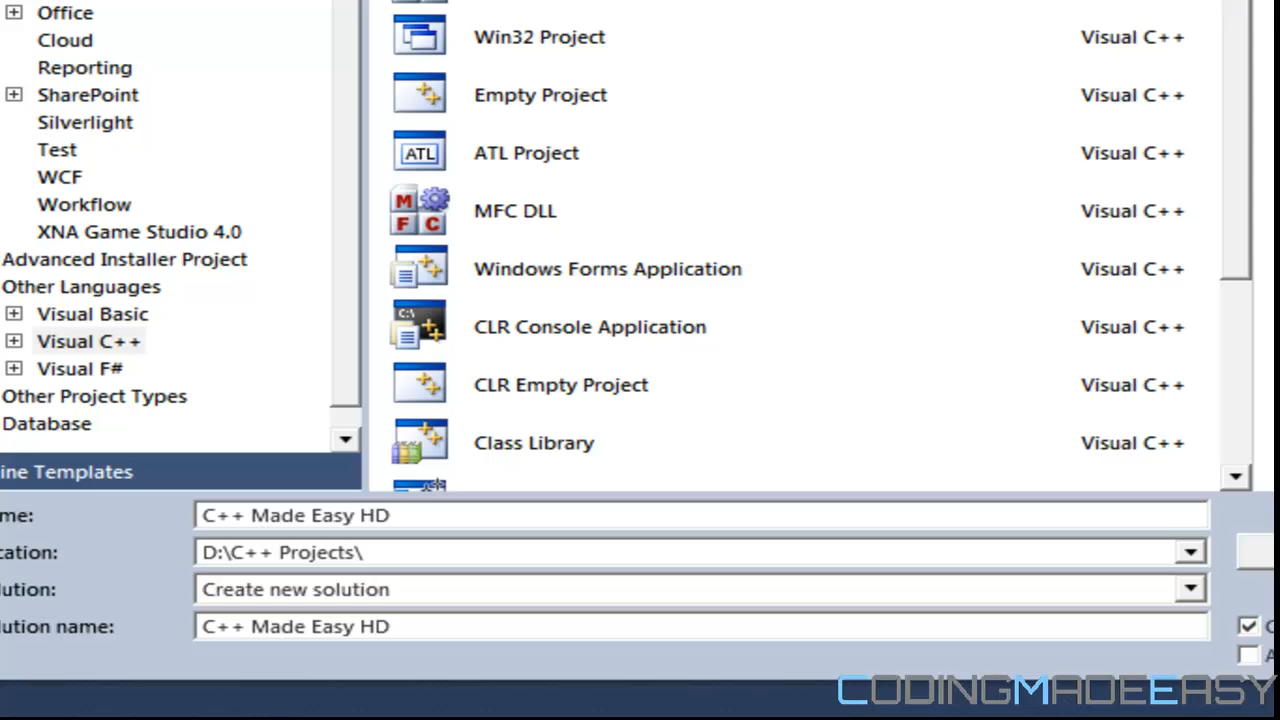 Office
Cloud
Reporting
SharePoint
Silverlight
Test
WCF
Workflow
XNA Game Studio 4.0
Advanced Installer Project
Other Languages
Visual Basic
Visual C++
Visual F#
Other Project Types
Database
ine Templates
Win32 Project Visual C++
Empty Project Visual C++
ATL ATL Project Visual C++
MFC MFC DLL Visual C++
Windows Forms Application Visual C++
C:\ CLR Console Application Visual C++
CLR Empty Project Visual C++
Class Library Visual C++
me: C++ Made Easy HD
cation: D:\C++ Projects\
lution: Create new solution
lution name: C++ Made Easy HD
CODINGMADEEASY